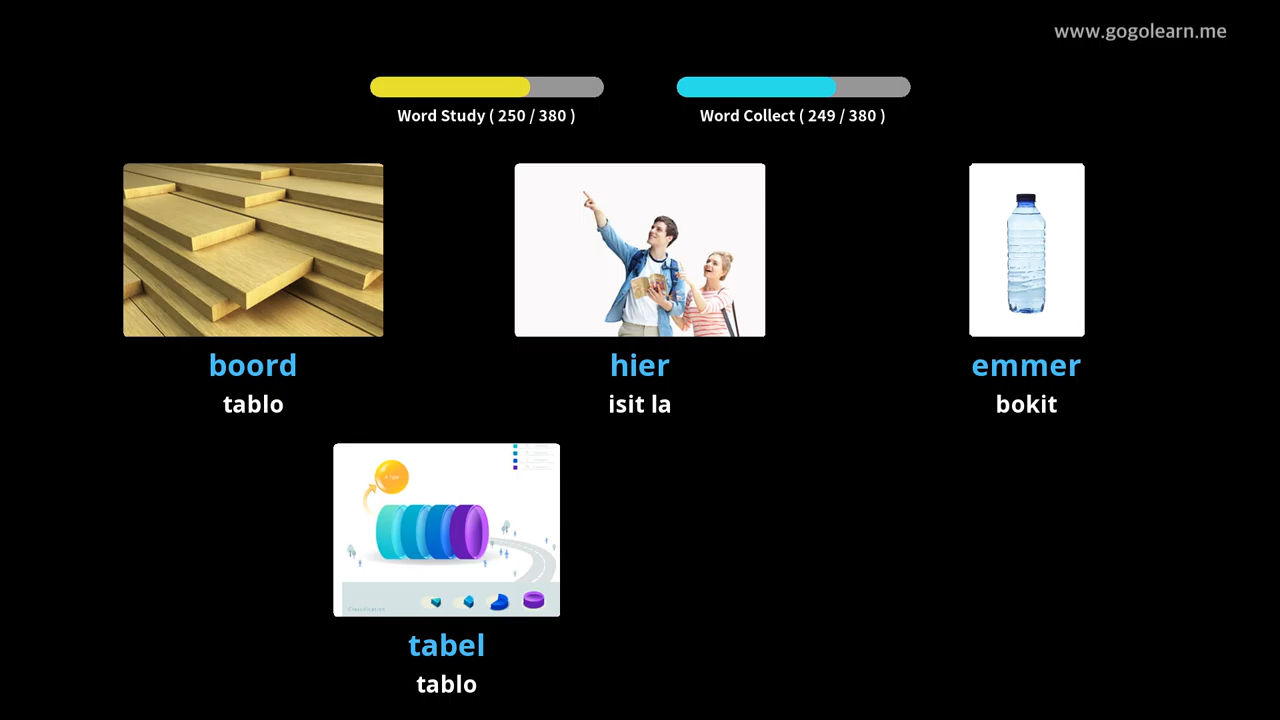 www.gogolearn.me
Word Study ( 250 / 380 )
Word Collect ( 249 / 380 )
boord
tablo
hier
isit la
emmer
bokit
tabel
tablo